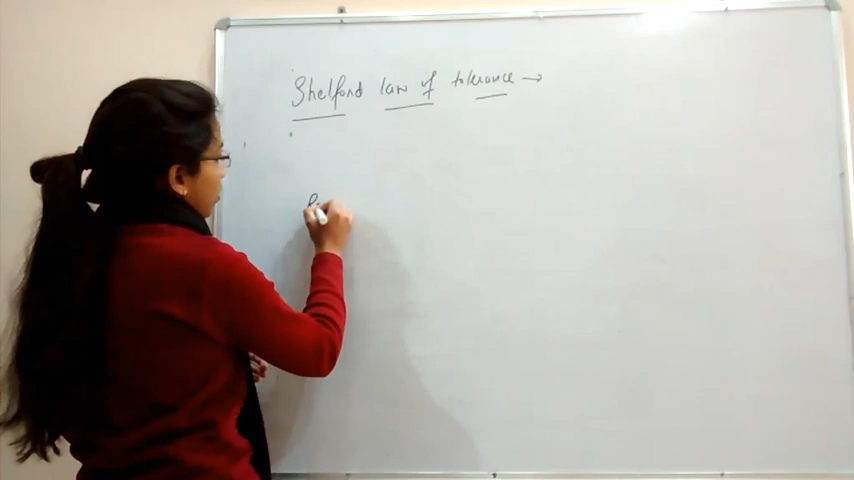 Shelford law of tolerance →